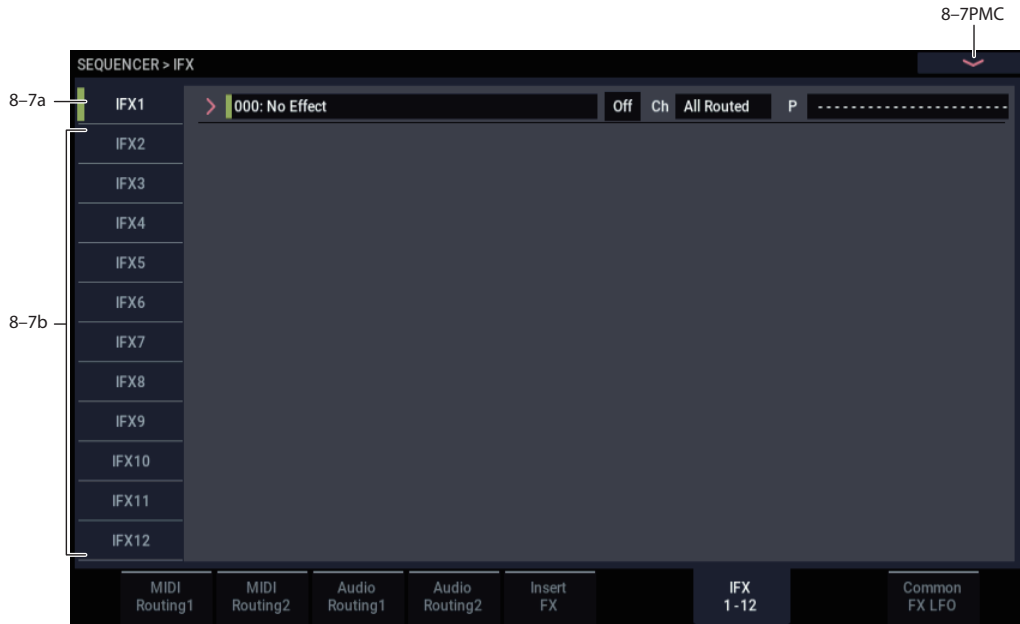 8–7PMC
SEQUENCER > IFX
8–7a
IFX1
000: No Effect
Off
Ch
All Routed
P
----------------------
IFX2
IFX3
IFX4
IFX5
IFX6
8–7b
IFX7
IFX8
IFX9
IFX10
IFX11
IFX12
MIDI
Routing1
MIDI
Routing2
Audio
Routing1
Audio
Routing2
Insert
FX
IFX
1 -12
Common
FX LFO